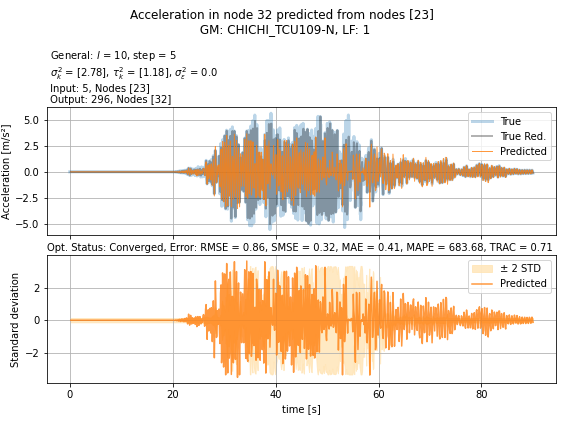 Acceleration in node 32 predicted from nodes [23]
GM: CHICHI_TCU109-N, LF: 1
General: l = 10, step = 5
σ²ₖ = [2.78], τ²ₖ = [1.18], σ²ε = 0.0
Input: 5, Nodes [23]
Output: 296, Nodes [32]
Acceleration [m/s²]
5.0
2.5
0.0
−2.5
−5.0
True
True Red.
Predicted
Opt. Status: Converged, Error: RMSE = 0.86, SMSE = 0.32, MAE = 0.41, MAPE = 683.68, TRAC = 0.71
Standard deviation
2
0
−2
± 2 STD
Predicted
0 20 40 60 80
time [s]